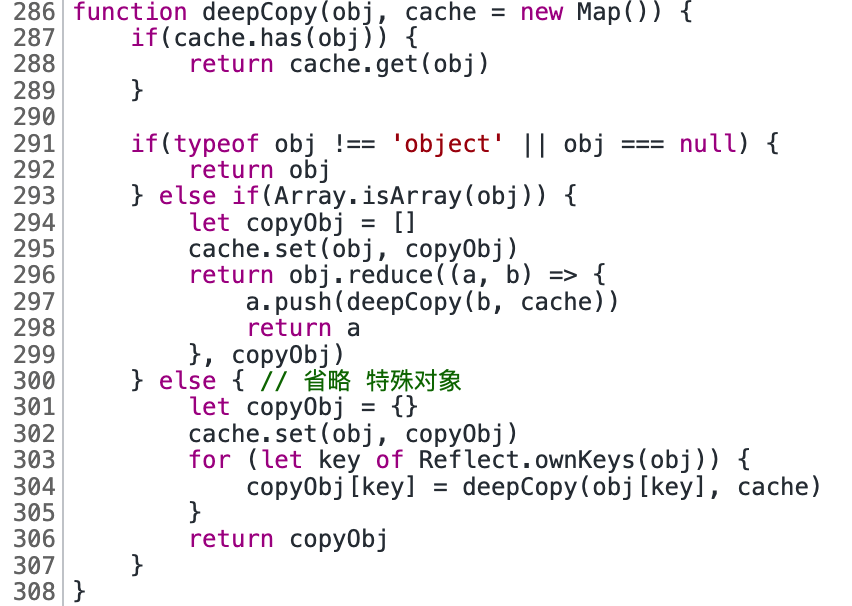 286 function deepCopy(obj, cache = new Map()) {
287     if(cache.has(obj)) {
288         return cache.get(obj)
289     }
290
291     if(typeof obj !== 'object' || obj === null) {
292         return obj
293     } else if(Array.isArray(obj)) {
294         let copyObj = []
295         cache.set(obj, copyObj)
296         return obj.reduce((a, b) => {
297             a.push(deepCopy(b, cache))
298             return a
299         }, copyObj)
300     } else { // 省略 特殊对象
301         let copyObj = {}
302         cache.set(obj, copyObj)
303         for (let key of Reflect.ownKeys(obj)) {
304             copyObj[key] = deepCopy(obj[key], cache)
305         }
306         return copyObj
307     }
308 }